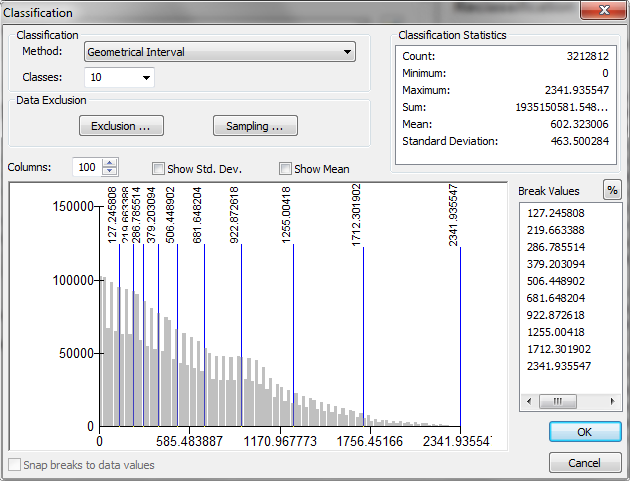 Classification
Classification
Method:
Geometrical Interval
Classes:
10
Data Exclusion
Exclusion ...
Sampling ...
Classification Statistics
Count: 3212812
Minimum: 0
Maximum: 2341.935547
Sum: 1935150581.548...
Mean: 602.323006
Standard Deviation: 463.500284
Columns:
100
Show Std. Dev.
Show Mean
127.245808
219.663388
286.785514
379.203094
506.448902
681.648204
922.872618
1255.00418
1712.301902
2341.935547
150000
100000
50000
0
0
585.483887
1170.967773
1756.45166
2341.93554
Break Values
%
127.245808
219.663388
286.785514
379.203094
506.448902
681.648204
922.872618
1255.00418
1712.301902
2341.935547
Snap breaks to data values
OK
Cancel